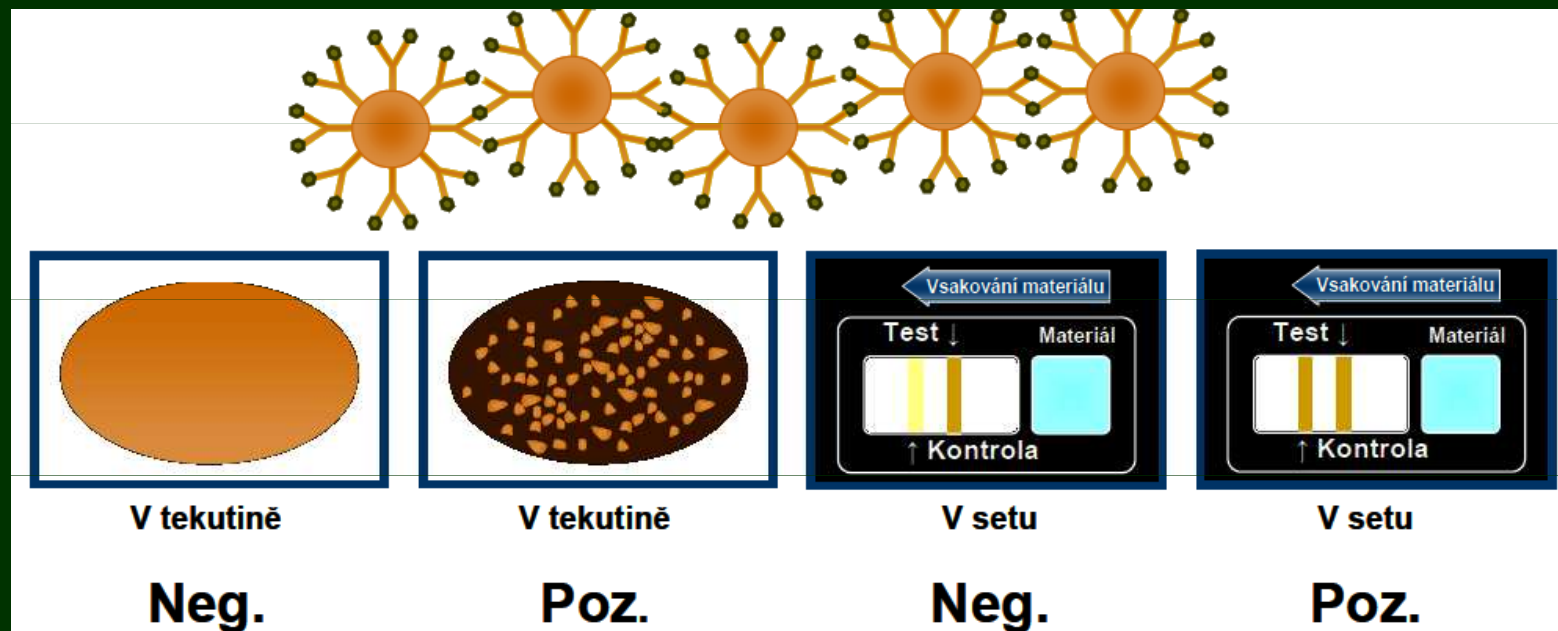 Vsakování materiálu
Test ↓
Materiál
↑ Kontrola
Vsakování materiálu
Test ↓
Materiál
↑ Kontrola
V tekutině
V tekutině
V setu
V setu
Neg.
Poz.
Neg.
Poz.